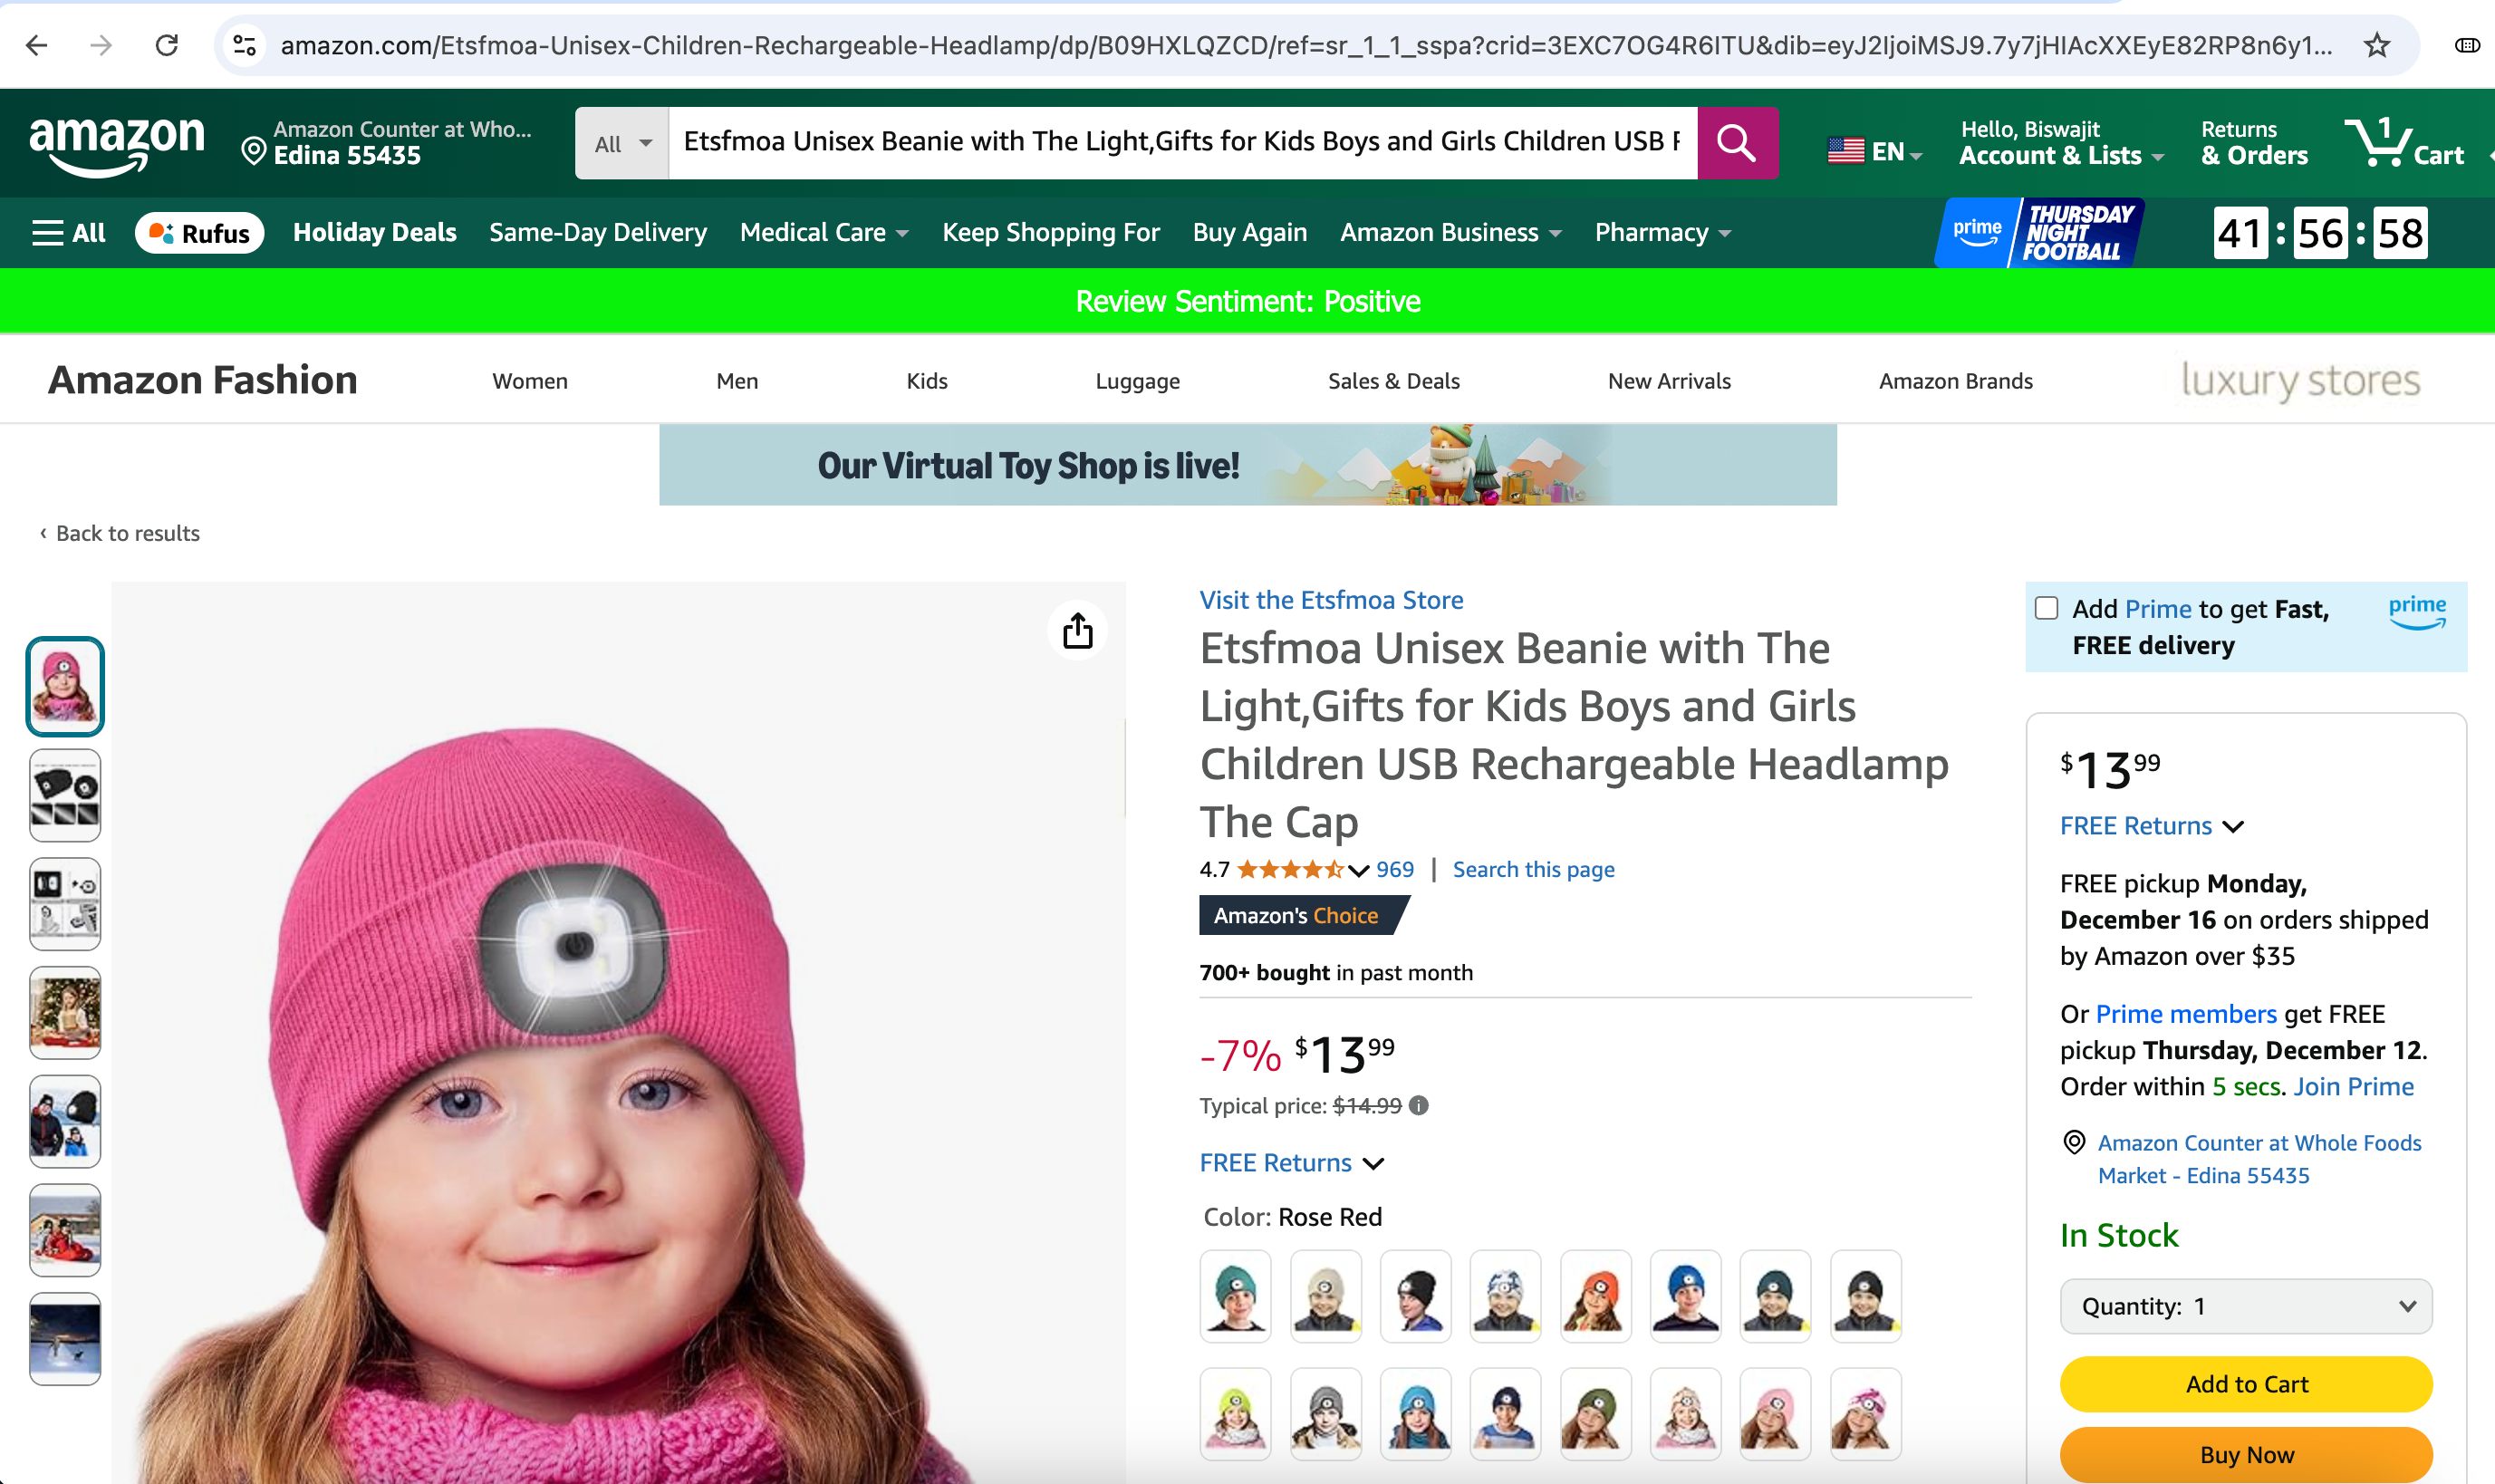 amazon.com/Etsfmoa-Unisex-Children-Rechargeable-Headlamp/dp/B09HXLQZCD/ref=sr_1_1_sspa?crid=3EXC7OG4R6ITU&dib=eyJ2IjoiMSJ9.7y7jHIAcXXEyE82RP8n6y1...
amazon
Amazon Counter at Who...
Edina 55435
All
Etsfmoa Unisex Beanie with The Light,Gifts for Kids Boys and Girls Children USB
EN
Hello, Biswajit
Account & Lists
Returns
& Orders
1
Cart
All
Rufus
Holiday Deals
Same-Day Delivery
Medical Care
Keep Shopping For
Buy Again
Amazon Business
Pharmacy
prime
THURSDAY
NIGHT
FOOTBALL
41 : 56 : 58
Review Sentiment: Positive
Amazon Fashion
Women
Men
Kids
Luggage
Sales & Deals
New Arrivals
Amazon Brands
luxury stores
Our Virtual Toy Shop is live!
‹ Back to results
Visit the Etsfmoa Store
Etsfmoa Unisex Beanie with The
Light,Gifts for Kids Boys and Girls
Children USB Rechargeable Headlamp
The Cap
4.7
969 | Search this page
Amazon's Choice
700+ bought in past month
-7% $13 99
Typical price: $14.99
FREE Returns
Color: Rose Red
Add Prime to get Fast,
FREE delivery
prime
$13 99
FREE Returns
FREE pickup Monday,
December 16 on orders shipped
by Amazon over $35
Or Prime members get FREE
pickup Thursday, December 12.
Order within 5 secs. Join Prime
Amazon Counter at Whole Foods
Market - Edina 55435
In Stock
Quantity: 1
Add to Cart
Buy Now